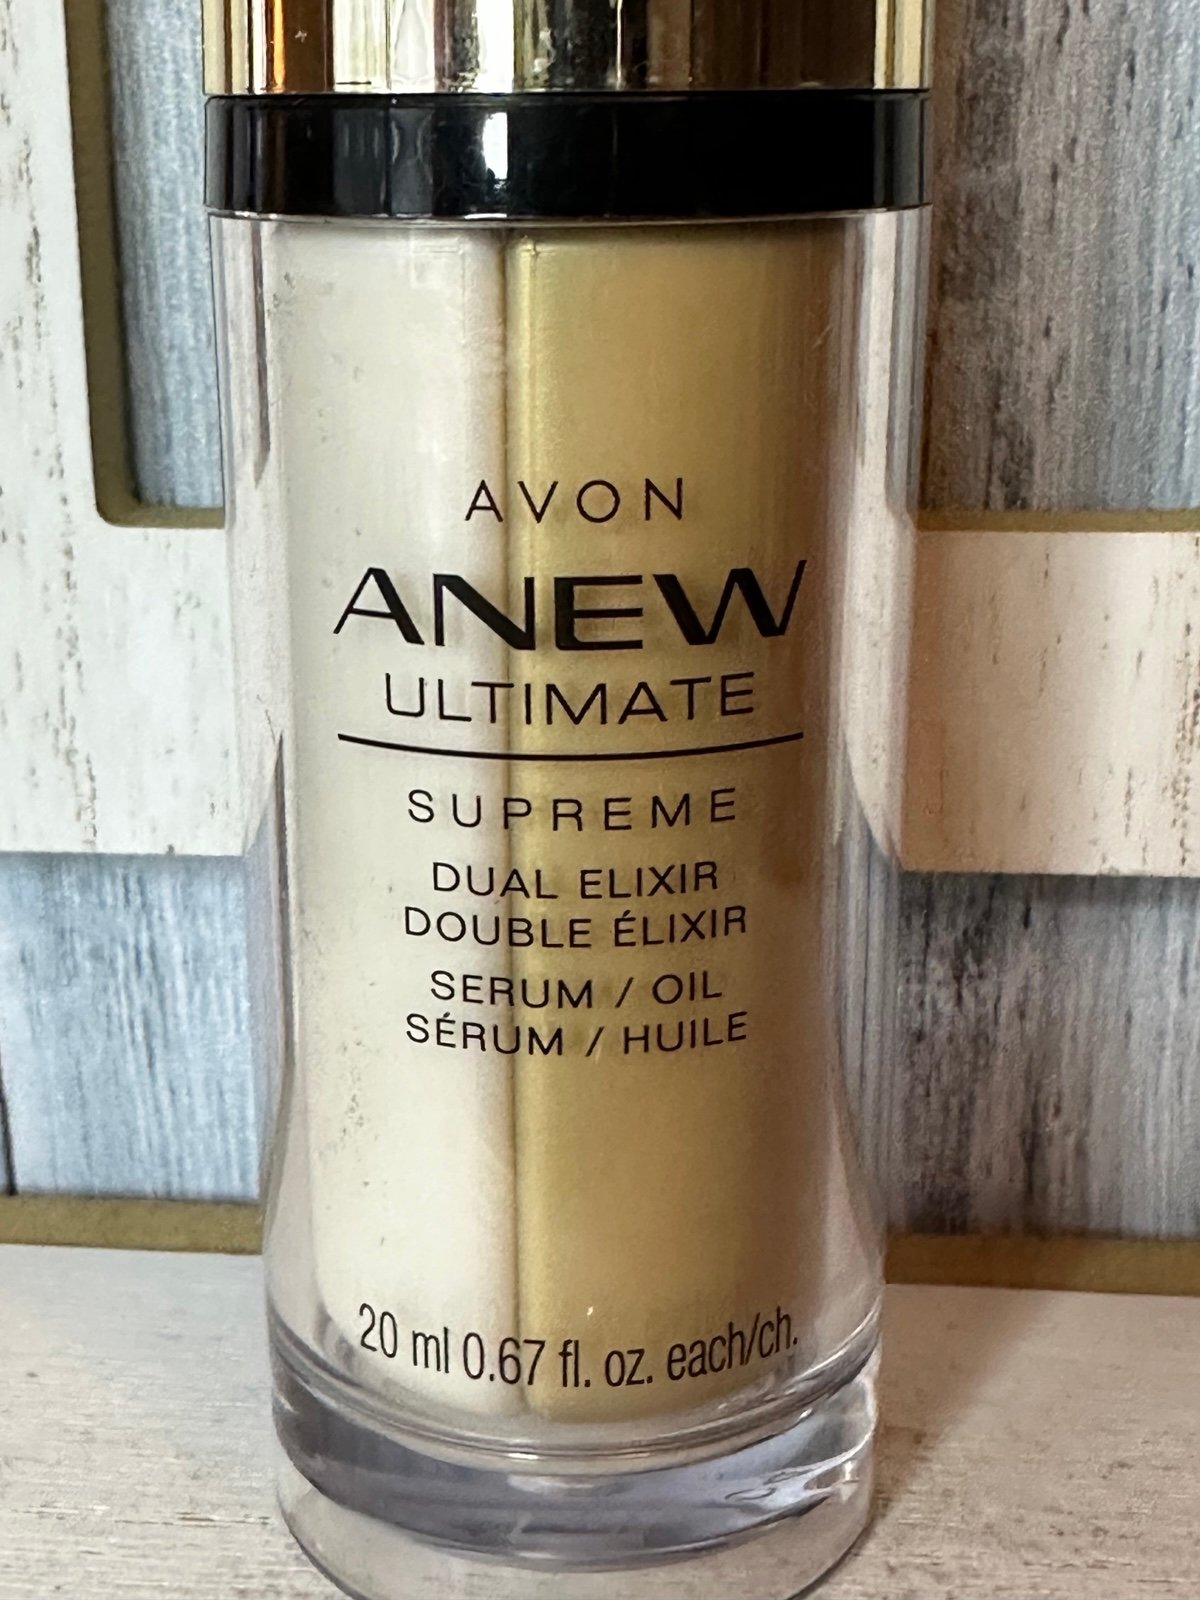 AVON
ANEW
ULTIMATE
SUPREME
DUAL ELIXIR
DOUBLE ÉLIXIR
SERUM / OIL
SÉRUM / HUILE
20 ml 0.67 fl. oz. each/ch.